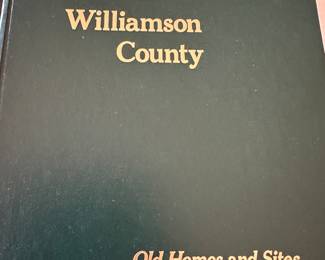 Williamson
County
Old Homes and Sites